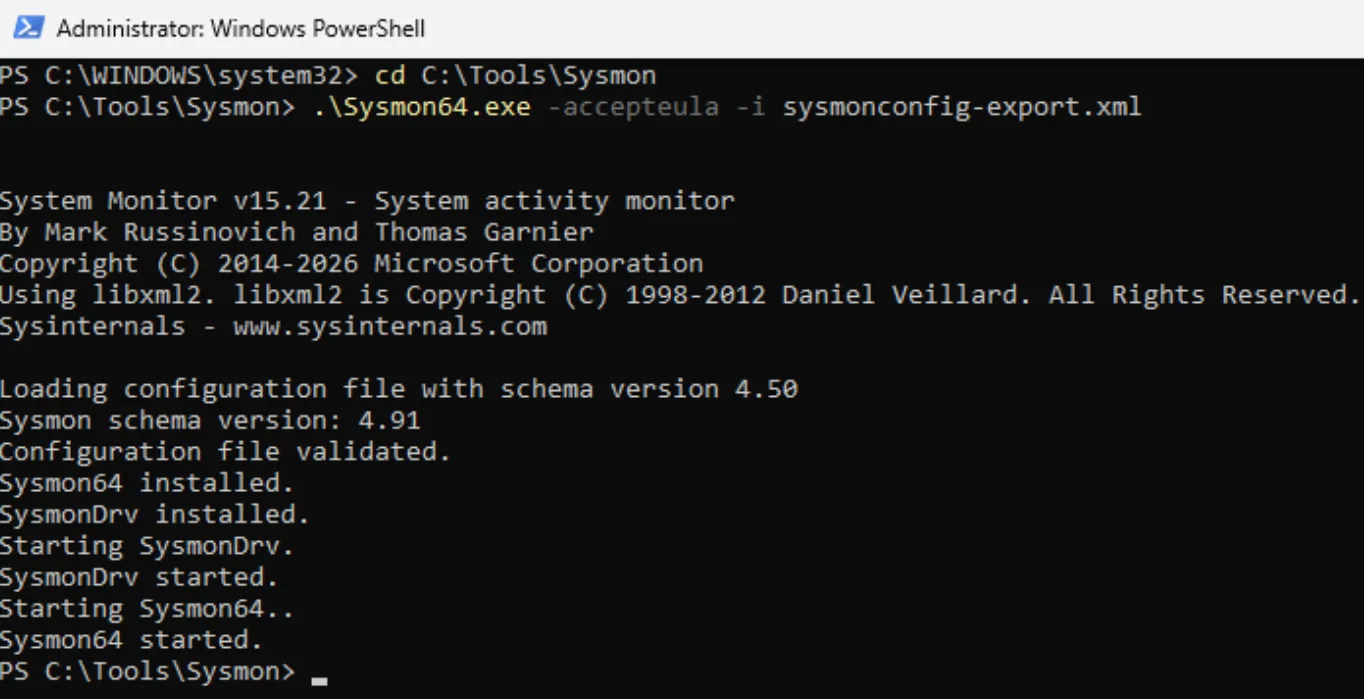 Administrator: Windows PowerShell
PS C:\WINDOWS\system32> cd C:\Tools\Sysmon
PS C:\Tools\Sysmon> .\Sysmon64.exe -accepteula -i sysmonconfig-export.xml
System Monitor v15.21 - System activity monitor
By Mark Russinovich and Thomas Garnier
Copyright (C) 2014-2026 Microsoft Corporation
Using libxml2. libxml2 is Copyright (C) 1998-2012 Daniel Veillard. All Rights Reserved.
Sysinternals - www.sysinternals.com
Loading configuration file with schema version 4.50
Sysmon schema version: 4.91
Configuration file validated.
Sysmon64 installed.
SysmonDrv installed.
Starting SysmonDrv.
SysmonDrv started.
Starting Sysmon64..
Sysmon64 started.
PS C:\Tools\Sysmon>